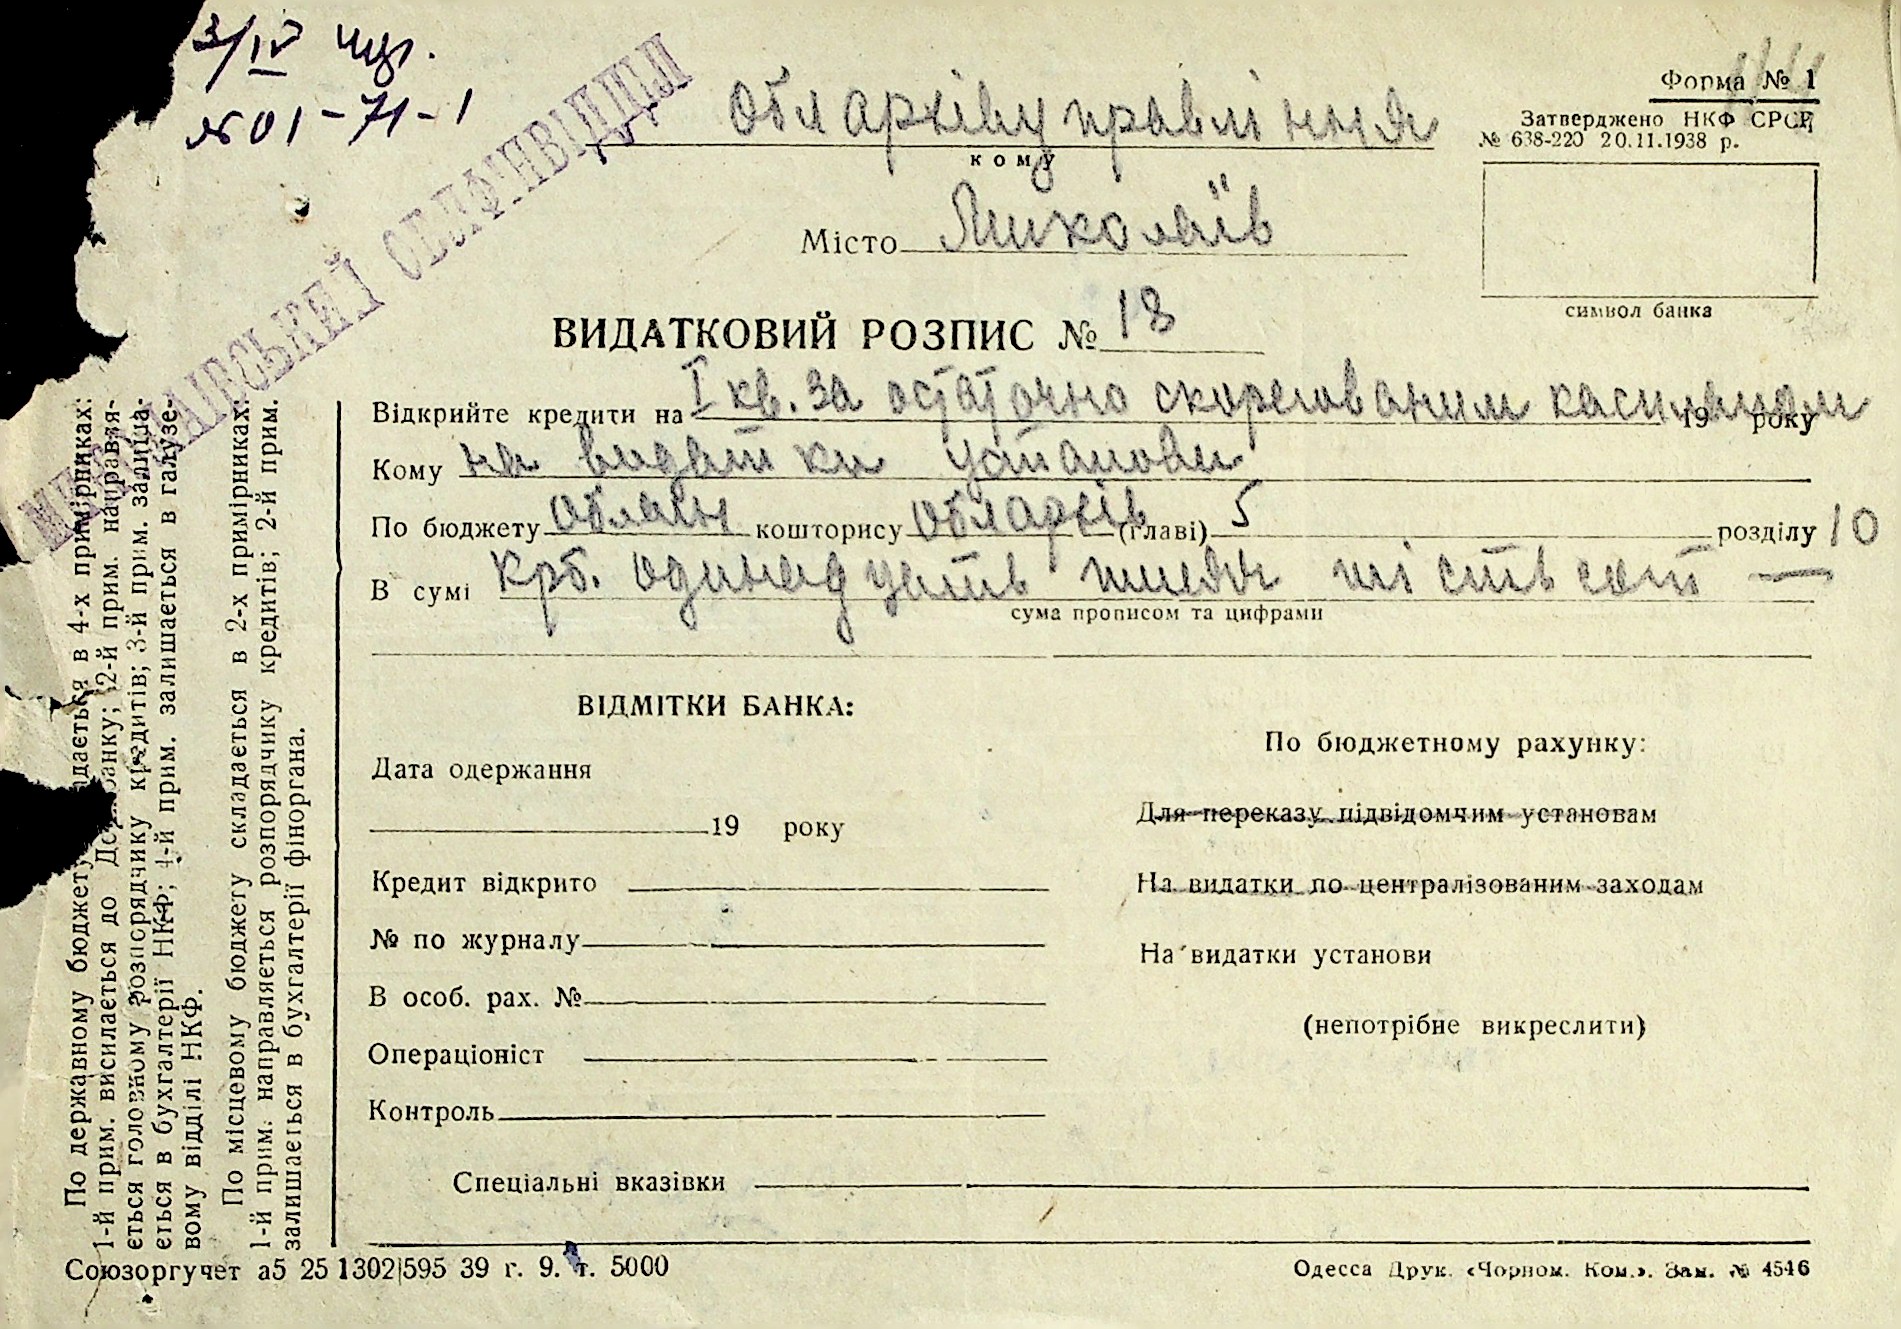 3/IV
№ 01-71-1
МИКОЛАЇВСЬКИЙ ОБЛФІНВІДДІЛ
Облархівуправління
кому
Форма № 1
Затверджено НКФ СРСР
№ 638-220 20.11.1938 р.
Місто Миколаїв
символ банка
ВИДАТКОВИЙ РОЗПИС № 18
Відкрийте кредити на I кв. за остаточно скорегованим каспланом 19 року
Кому на видатки установи
По бюджету обласн кошторису Облархів (главі) 5 розділу 10
В сумі крб. одинадцять тисяч шістьсот —
сума прописом та цифрами
ВІДМІТКИ БАНКА:
Дата одержання
19 року
Кредит відкрито
№ по журналу
В особ. рах. №
Операціоніст
Контроль
По бюджетному рахунку:
Для переказу підвідомчим установам
На видатки по централізованим заходам
На видатки установи
(непотрібне викреслити)
Спеціальні вказівки
По державному бюджету складається в 4-х примірниках:
1-й прим. висилається до Держбанку; 2-й прим. направля-
ється головному розпорядчику кредитів; 3-й прим. залиша-
ється в бухгалтерії НКФ; 4-й прим. залишається в галузе-
вому відділі НКФ.
По місцевому бюджету складається в 2-х примірниках:
1-й прим. направляється розпорядчику кредитів; 2-й прим.
залишається в бухгалтерії фіноргана.
Союзоргучет а5 25 1302|595 39 г. 9. т. 5000
Одесса Друк. «Чорном. Ком.». Зам. № 4546